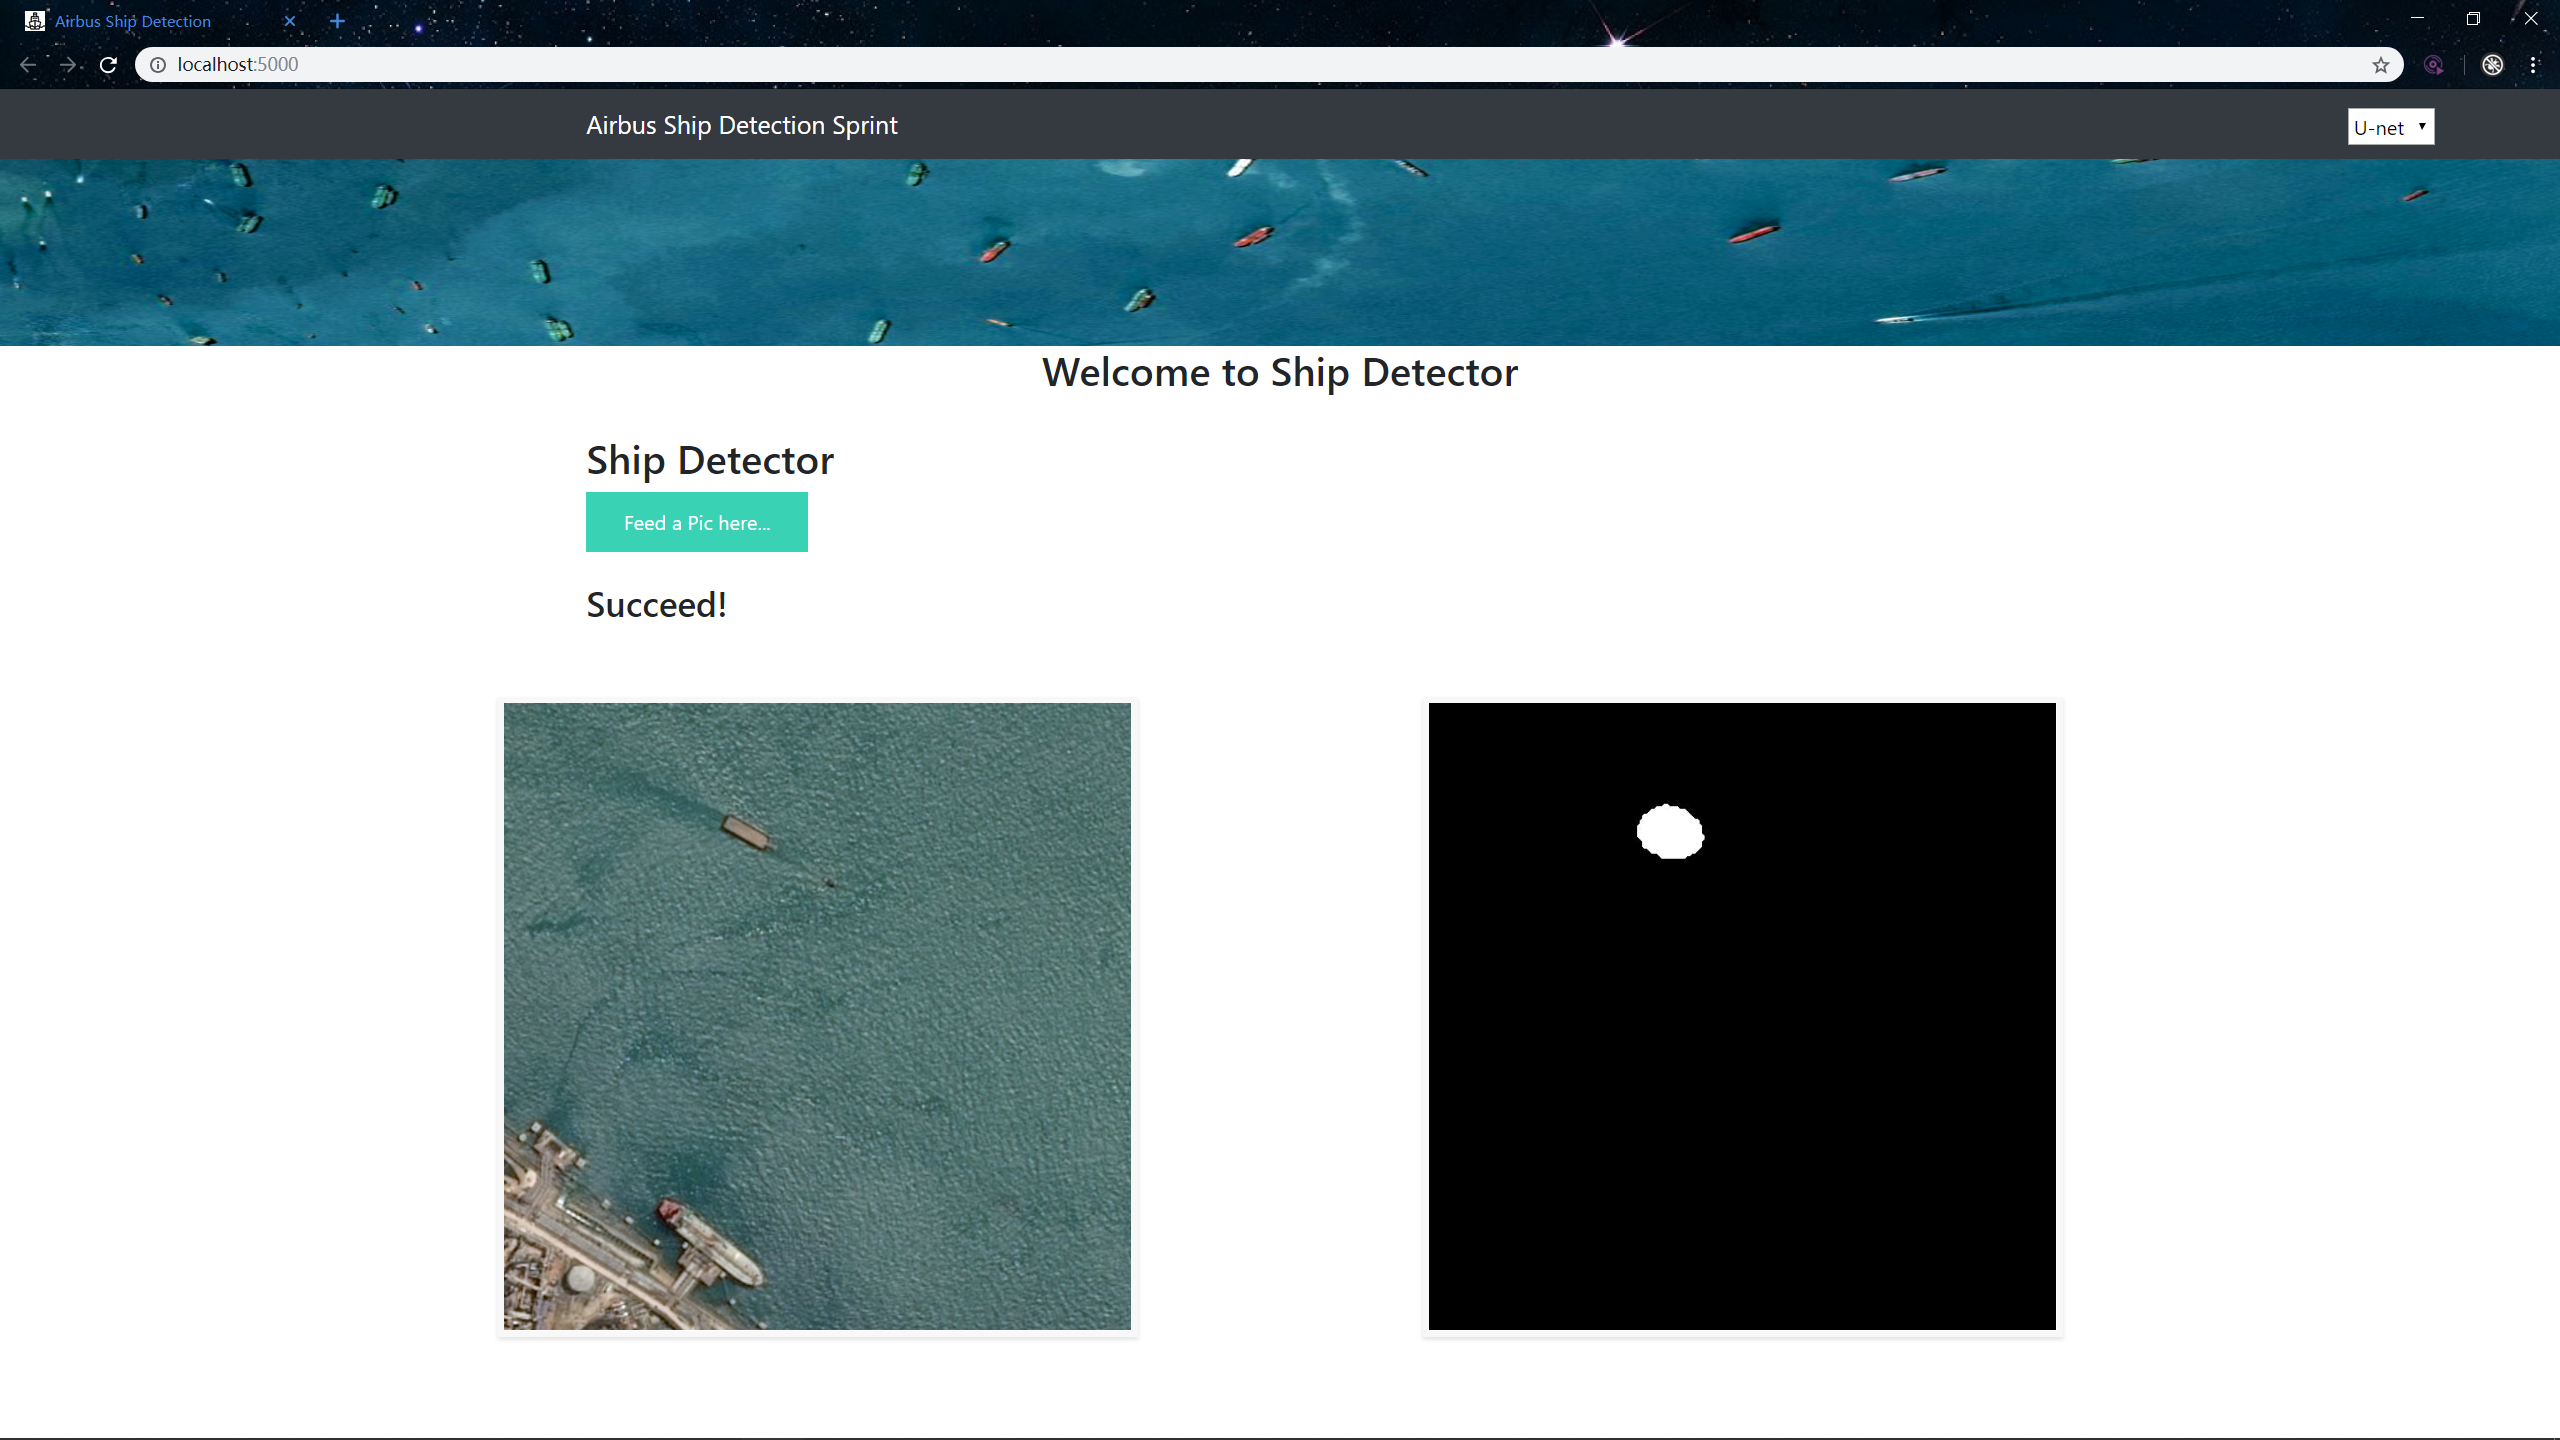 Airbus Ship Detection
localhost:5000
Airbus Ship Detection Sprint
U-net
Welcome to Ship Detector
Ship Detector
Feed a Pic here...
Succeed!